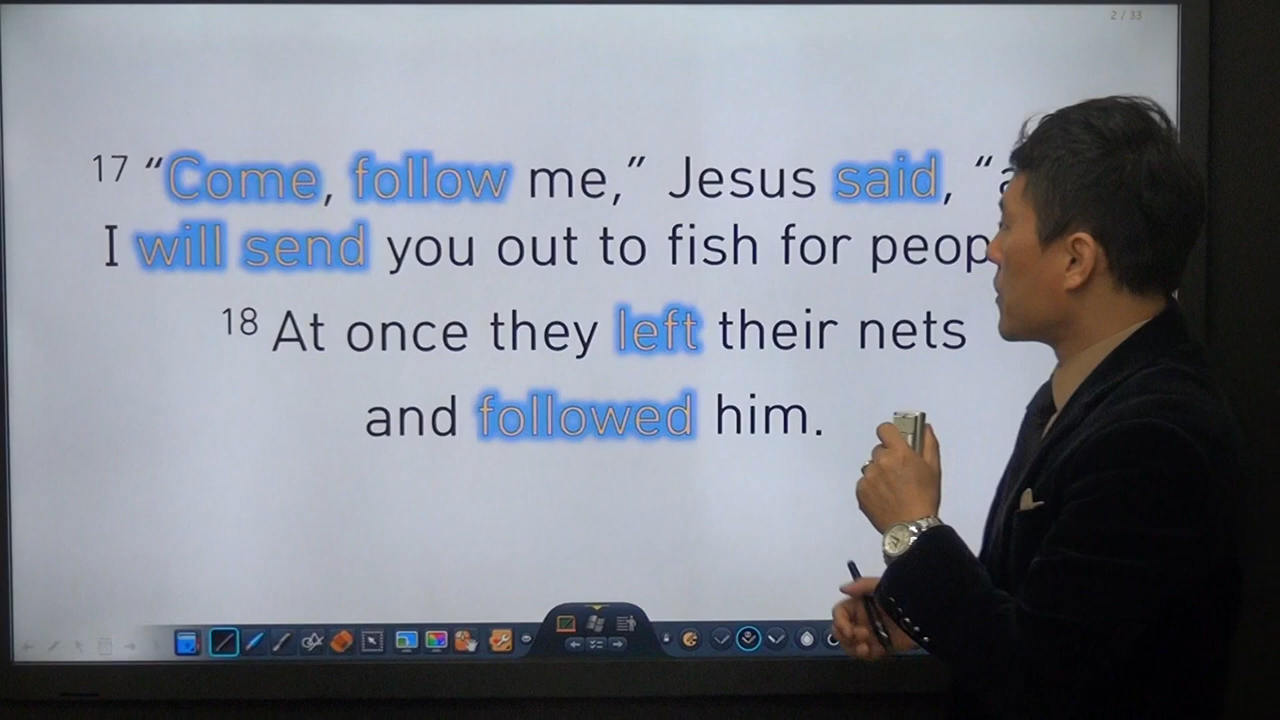 2 / 33
17 “Come, follow me,” Jesus said, “
I will send you out to fish for
18 At once they left their nets
and followed him.